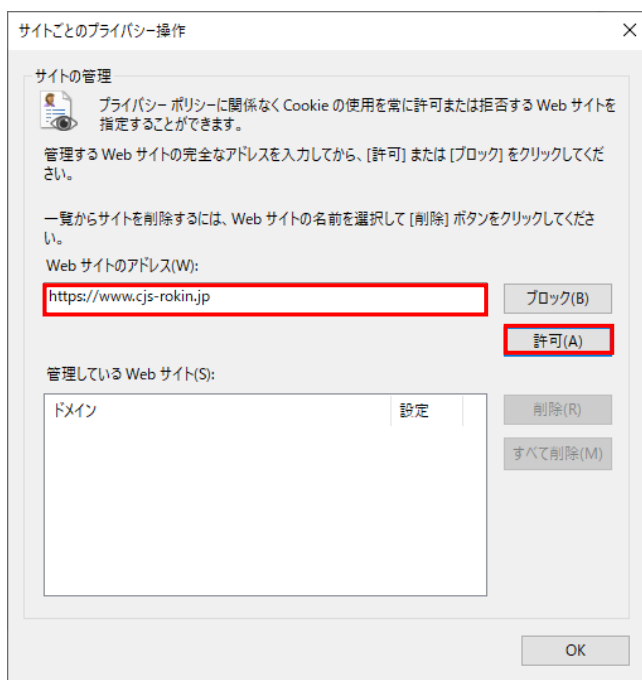 サイトごとのプライバシー操作
サイトの管理
プライバシー ポリシーに関係なく Cookie の使用を常に許可または拒否する Web サイトを
指定することができます。
管理する Web サイトの完全なアドレスを入力してから、[許可] または [ブロック] をクリックしてくだ
さい。
一覧からサイトを削除するには、Web サイトの名前を選択して [削除] ボタンをクリックしてくださ
い。
Web サイトのアドレス(W):
https://www.cjs-rokin.jp
ブロック(B)
許可(A)
管理している Web サイト(S):
ドメイン 設定
削除(R)
すべて削除(M)
OK